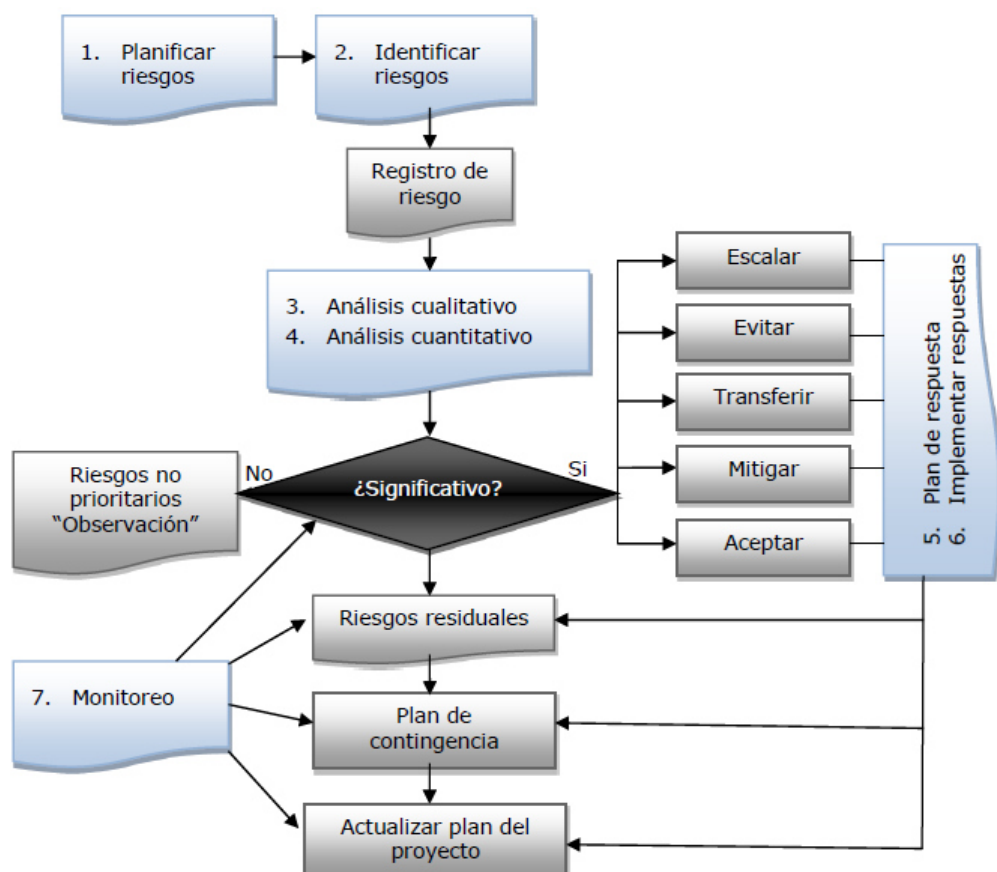 1. Planificar
riesgos
2. Identificar
riesgos
Registro de
riesgo
3. Análisis cualitativo
4. Análisis cuantitativo
¿Significativo?
No
Si
Riesgos no
prioritarios
“Observación”
Escalar
Evitar
Transferir
Mitigar
Aceptar
5. Plan de respuesta
6. Implementar respuestas
Riesgos residuales
7. Monitoreo
Plan de
contingencia
Actualizar plan del
proyecto